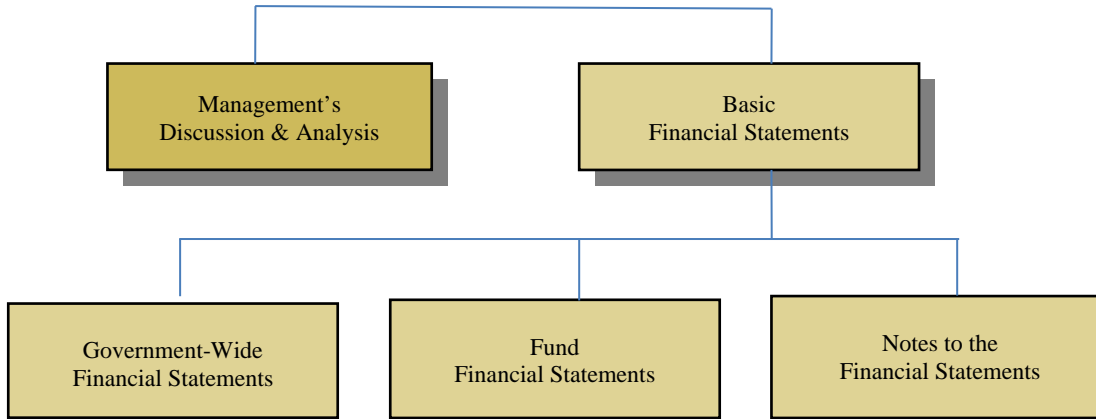 Management’s
Discussion & Analysis
Basic
Financial Statements
Government-Wide
Financial Statements
Fund
Financial Statements
Notes to the
Financial Statements